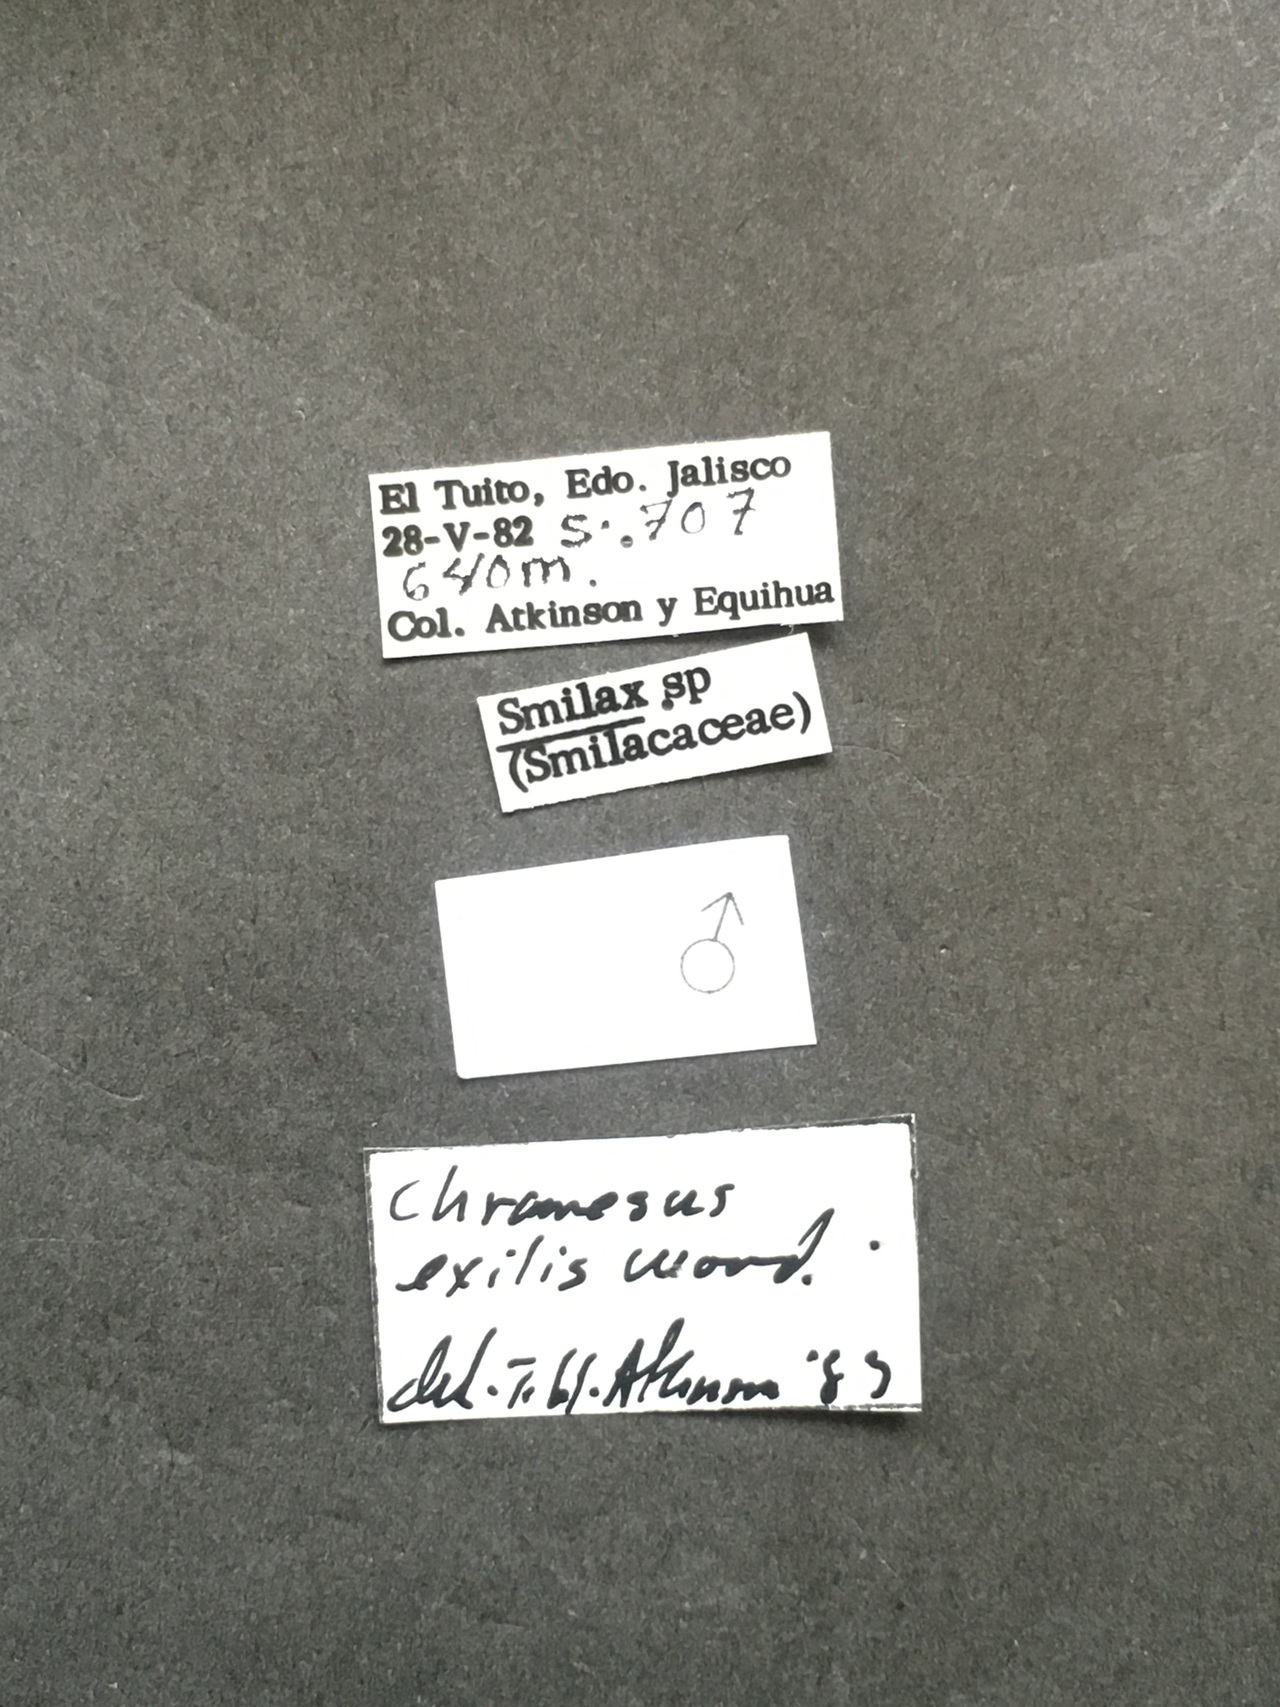 El Tuito, Edo. Jalisco
28-V-82 S-.707
640m.
Col. Atkinson y Equihua
Smilax sp
(Smilacaceae)
♂
Chramesus
exilis Wood.
det. T.H. Atkinson '83